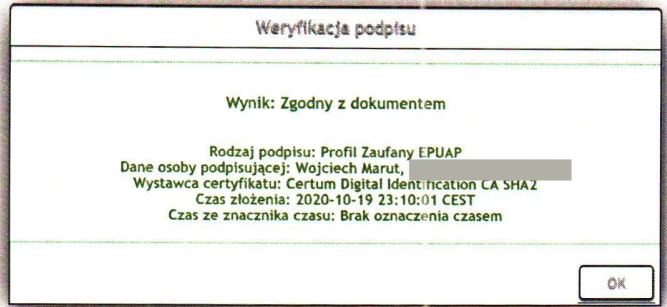 Weryfikacja podpisu
Wynik: Zgodny z dokumentem
Rodzaj podpisu: Profil Zaufany EPUAP
Dane osoby podpisującej: Wojciech Marut,
Wystawca certyfikatu: Certum Digital Identification CA SHA2
Czas złożenia: 2020-10-19 23:10:01 CEST
Czas ze znacznika czasu: Brak oznaczenia czasem
OK